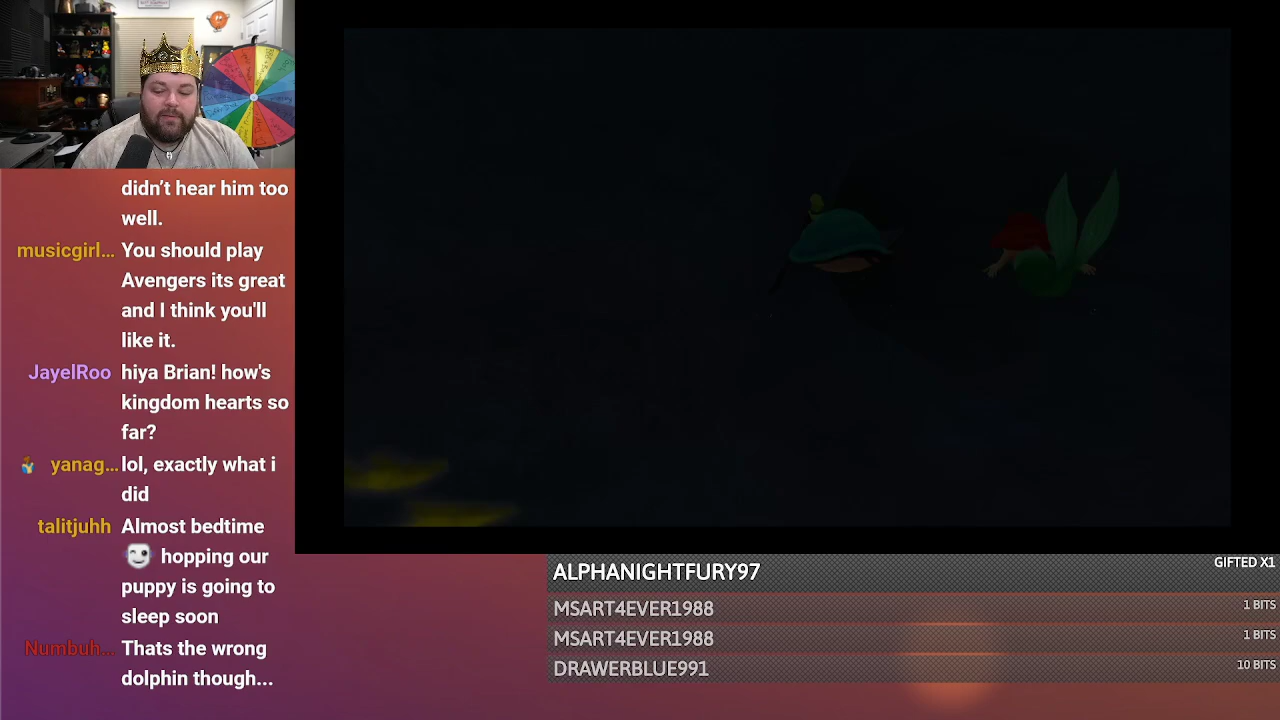 didn't hear him too
well.
musicgirl… You should play
Avengers its great
and I think you'll
like it.
JayelRoo hiya Brian! how's
kingdom hearts so
far?
yanag… lol, exactly what i
did
talitjuhh Almost bedtime
hopping our
puppy is going to
sleep soon
Numbuh… Thats the wrong
dolphin though...
ALPHANIGHTFURY97 GIFTED X1
MSART4EVER1988 1 BITS
MSART4EVER1988 1 BITS
DRAWERBLUE991 10 BITS